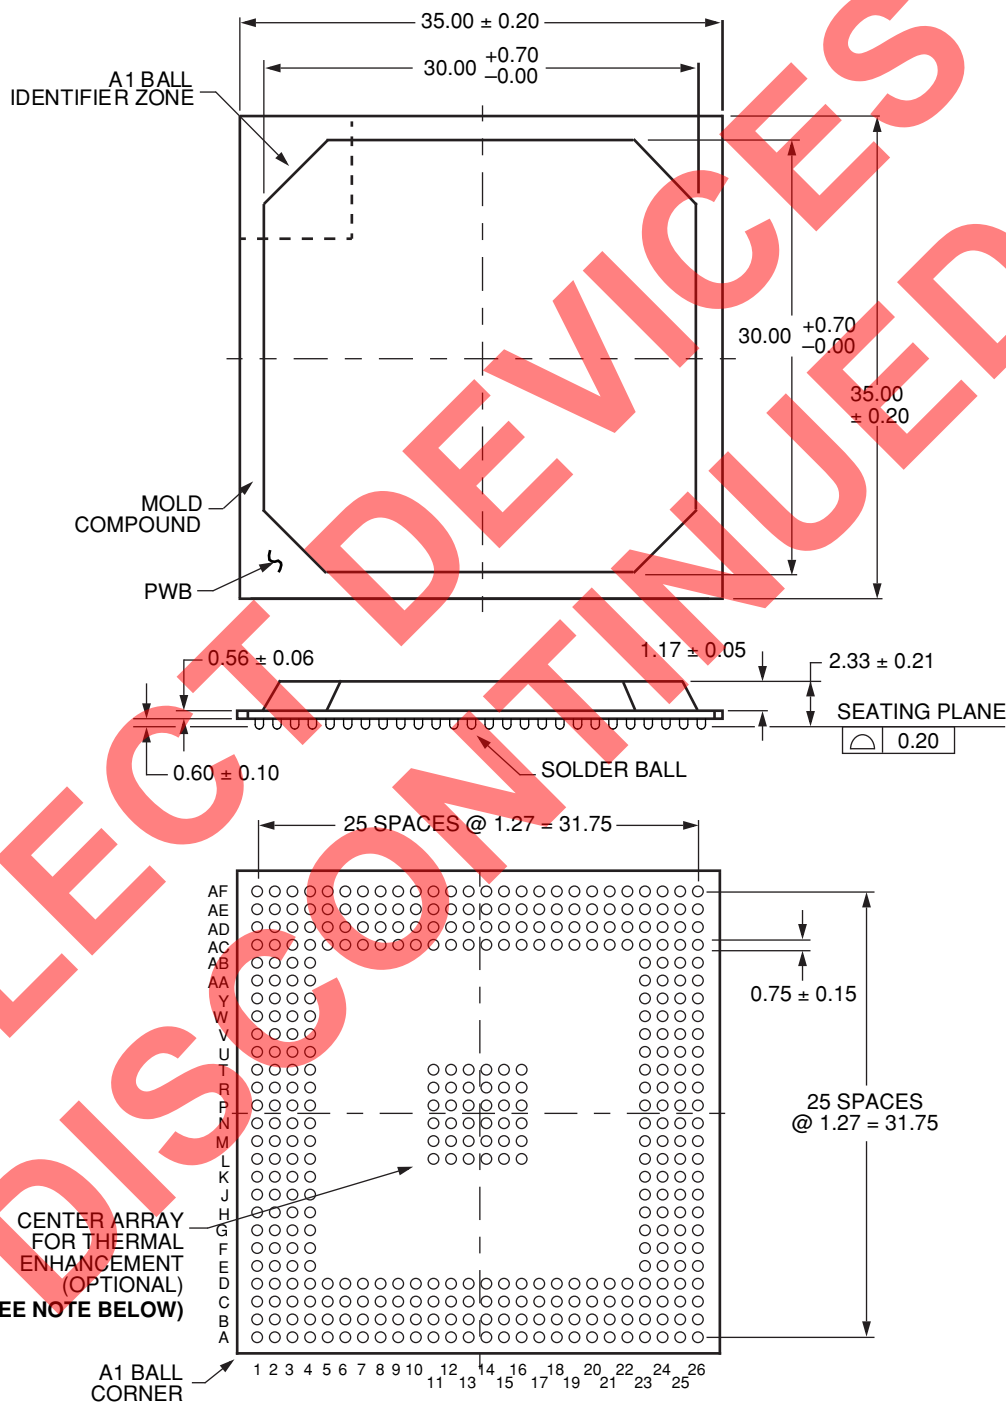 35.00 ± 0.20
30.00 +0.70 –0.00
A1 BALL
IDENTIFIER ZONE
30.00 +0.70 –0.00
35.00
± 0.20
MOLD
COMPOUND
PWB
0.56 ± 0.06
1.17 ± 0.05
2.33 ± 0.21
SEATING PLANE
0.20
0.60 ± 0.10
SOLDER BALL
25 SPACES @ 1.27 = 31.75
AF
AE
AD
AC
AB
AA
Y
W
V
U
T
R
P
N
M
L
K
J
H
G
F
E
D
C
B
A
0.75 ± 0.15
25 SPACES
@ 1.27 = 31.75
CENTER ARRAY
FOR THERMAL
ENHANCEMENT
(OPTIONAL)
EE NOTE BELOW)
A1 BALL
CORNER
1 2 3 4 5 6 7 8 9 10 12 14 16 18 20 22 24 26
11 13 15 17 19 21 23 25
LECT DEVICES
DISCONTINUED